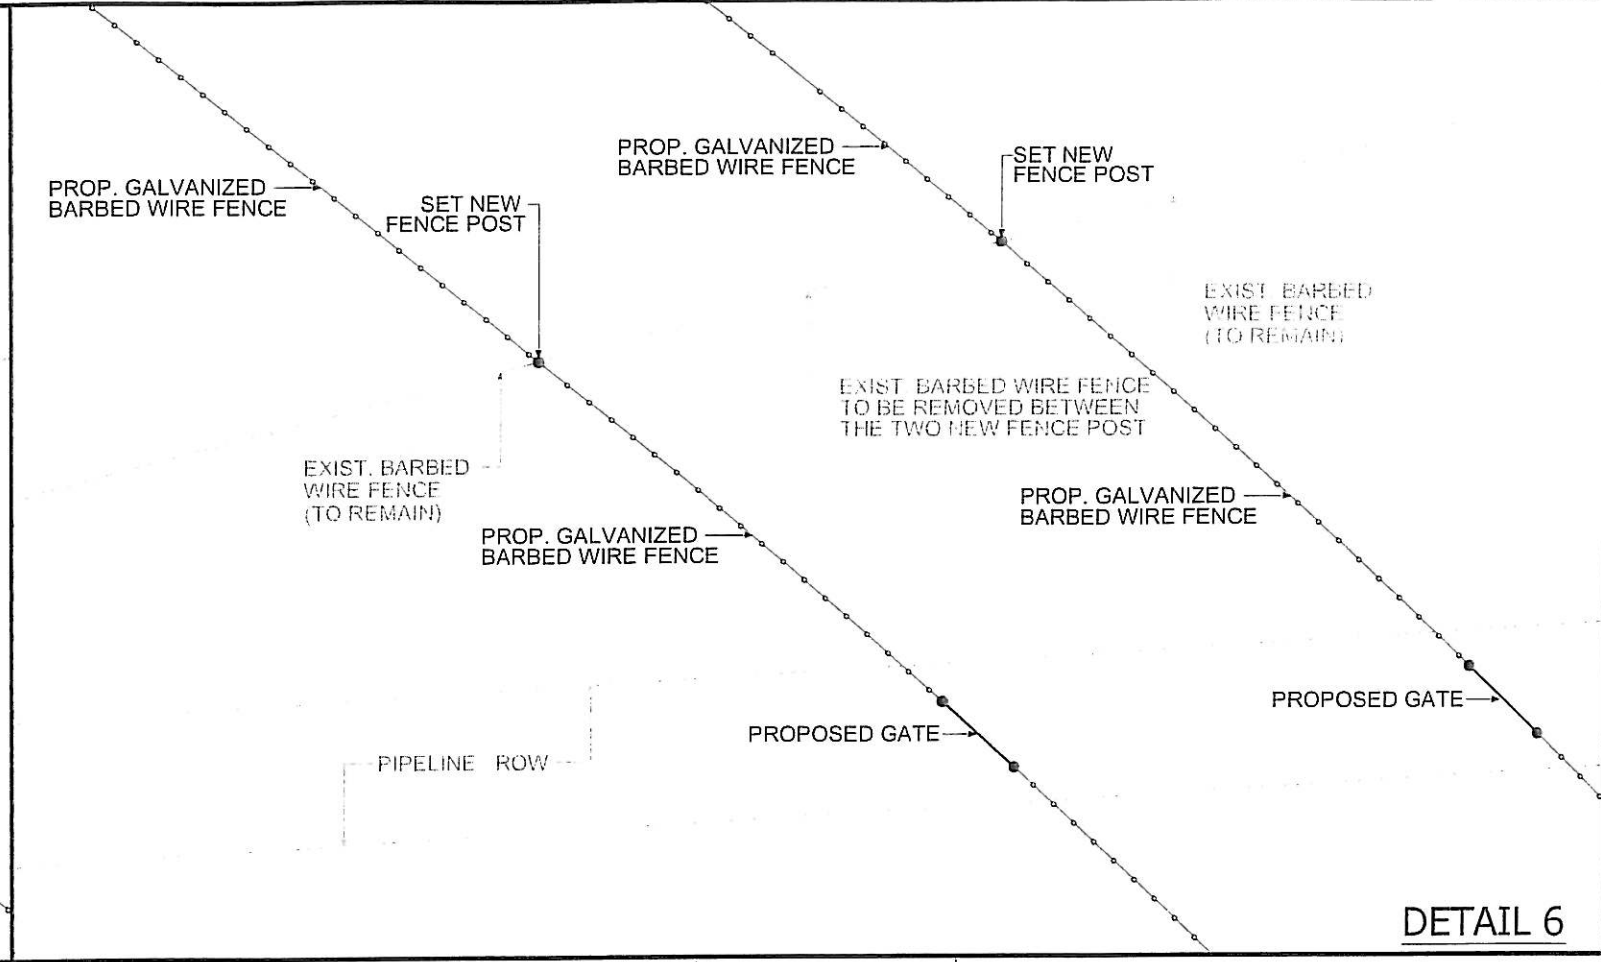 PROP. GALVANIZED
BARBED WIRE FENCE
SET NEW
FENCE POST
PROP. GALVANIZED
BARBED WIRE FENCE
SET NEW
FENCE POST
EXIST. BARBED
WIRE FENCE
(TO REMAIN)
EXIST. BARBED WIRE FENCE
TO BE REMOVED BETWEEN
THE TWO NEW FENCE POST
EXIST. BARBED
WIRE FENCE
(TO REMAIN)
PROP. GALVANIZED
BARBED WIRE FENCE
PROP. GALVANIZED
BARBED WIRE FENCE
PROPOSED GATE
PROPOSED GATE
PIPELINE ROW
DETAIL 6